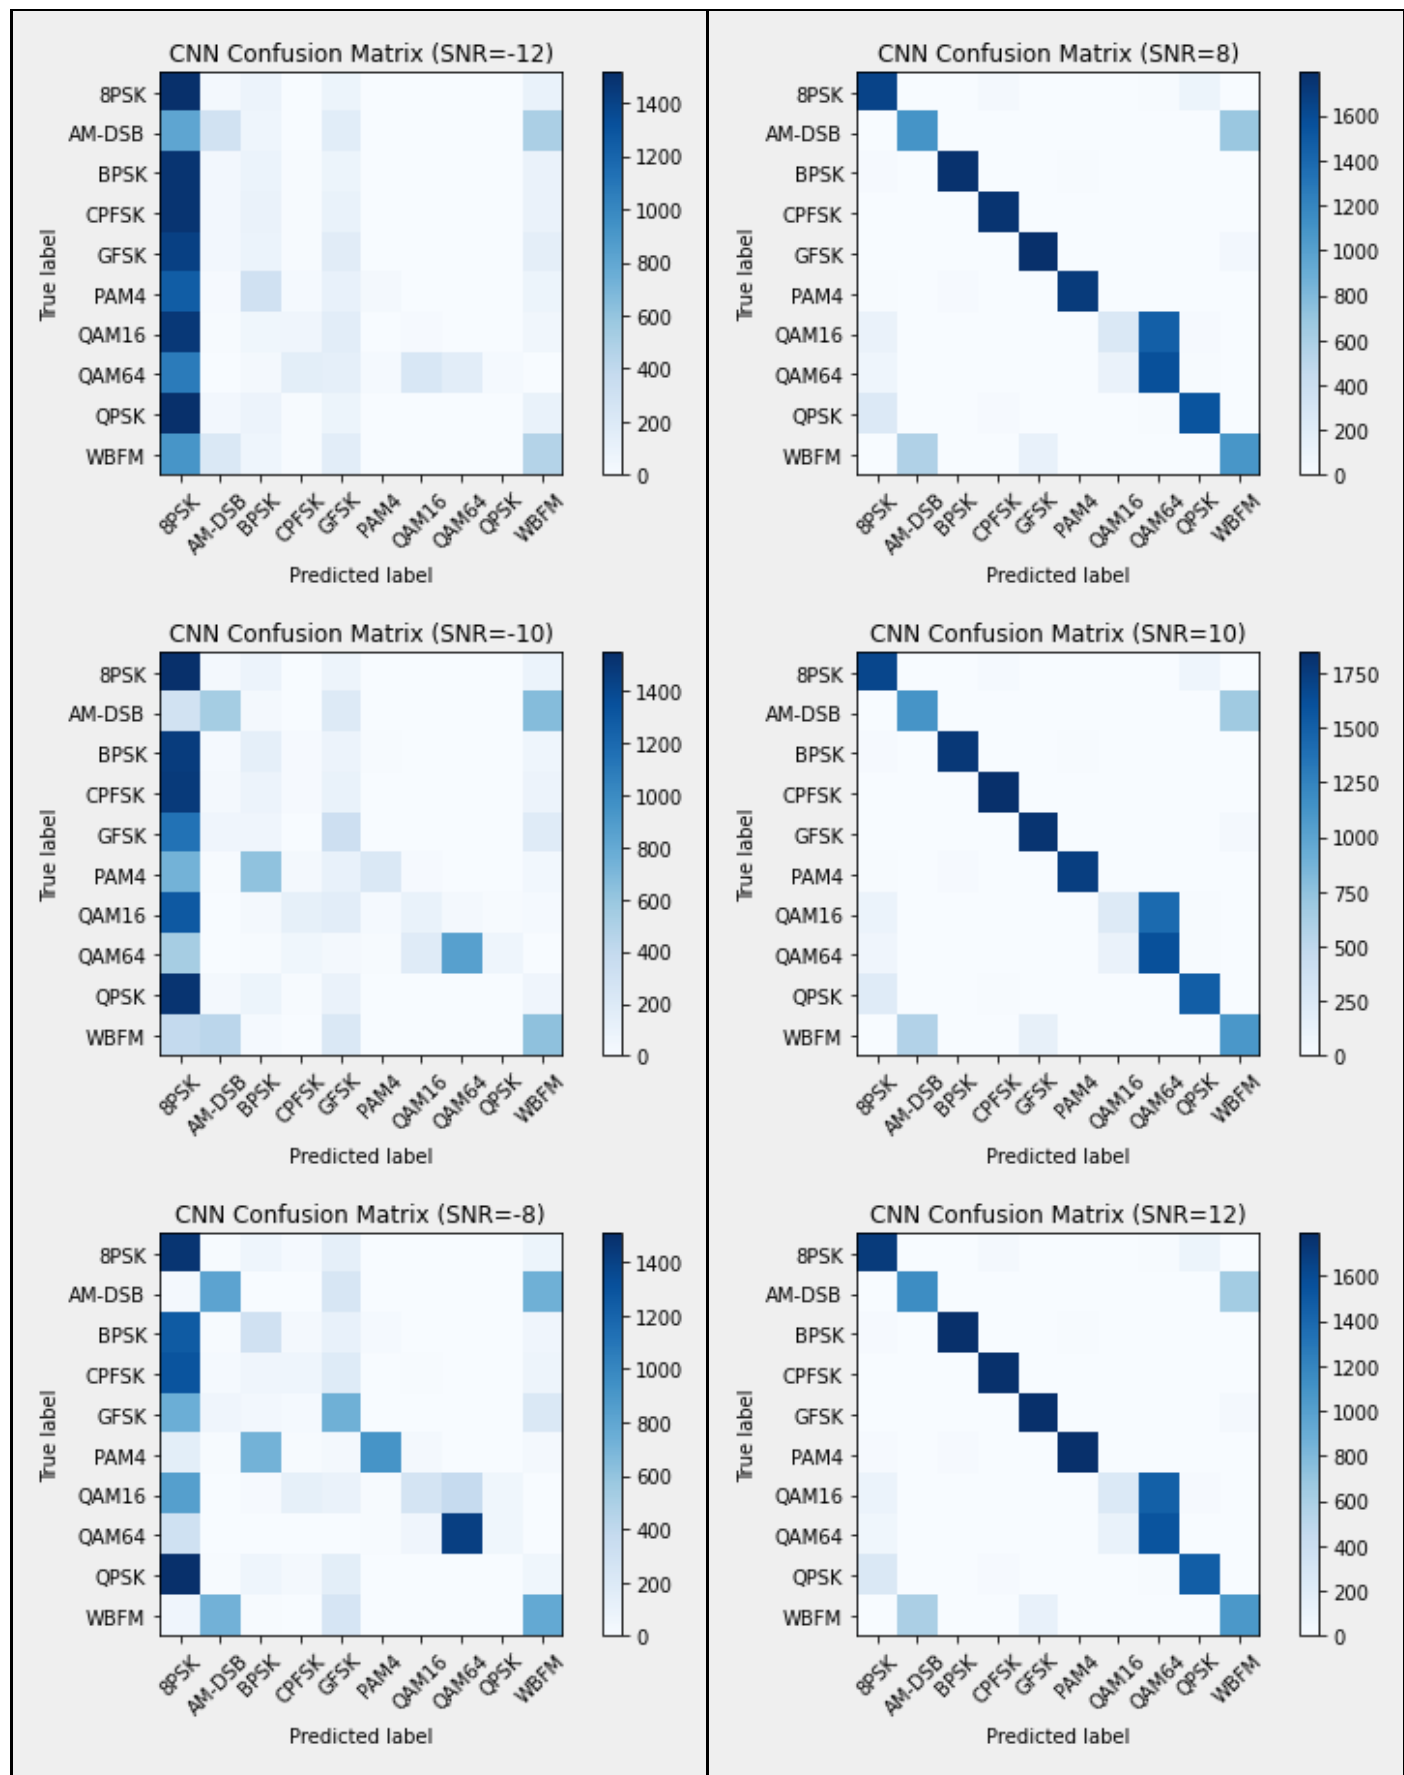 CNN Confusion Matrix (SNR=-12)
True label
8PSK
AM-DSB
BPSK
CPFSK
GFSK
PAM4
QAM16
QAM64
QPSK
WBFM
8PSK AM-DSB BPSK CPFSK GFSK PAM4 QAM16 QAM64 QPSK WBFM
Predicted label
1400
1200
1000
800
600
400
200
0
CNN Confusion Matrix (SNR=8)
True label
8PSK
AM-DSB
BPSK
CPFSK
GFSK
PAM4
QAM16
QAM64
QPSK
WBFM
8PSK AM-DSB BPSK CPFSK GFSK PAM4 QAM16 QAM64 QPSK WBFM
Predicted label
1600
1400
1200
1000
800
600
400
200
0
CNN Confusion Matrix (SNR=-10)
True label
8PSK
AM-DSB
BPSK
CPFSK
GFSK
PAM4
QAM16
QAM64
QPSK
WBFM
8PSK AM-DSB BPSK CPFSK GFSK PAM4 QAM16 QAM64 QPSK WBFM
Predicted label
1400
1200
1000
800
600
400
200
0
CNN Confusion Matrix (SNR=10)
True label
8PSK
AM-DSB
BPSK
CPFSK
GFSK
PAM4
QAM16
QAM64
QPSK
WBFM
8PSK AM-DSB BPSK CPFSK GFSK PAM4 QAM16 QAM64 QPSK WBFM
Predicted label
1750
1500
1250
1000
750
500
250
0
CNN Confusion Matrix (SNR=-8)
True label
8PSK
AM-DSB
BPSK
CPFSK
GFSK
PAM4
QAM16
QAM64
QPSK
WBFM
8PSK AM-DSB BPSK CPFSK GFSK PAM4 QAM16 QAM64 QPSK WBFM
Predicted label
1400
1200
1000
800
600
400
200
0
CNN Confusion Matrix (SNR=12)
True label
8PSK
AM-DSB
BPSK
CPFSK
GFSK
PAM4
QAM16
QAM64
QPSK
WBFM
8PSK AM-DSB BPSK CPFSK GFSK PAM4 QAM16 QAM64 QPSK WBFM
Predicted label
1600
1400
1200
1000
800
600
400
200
0